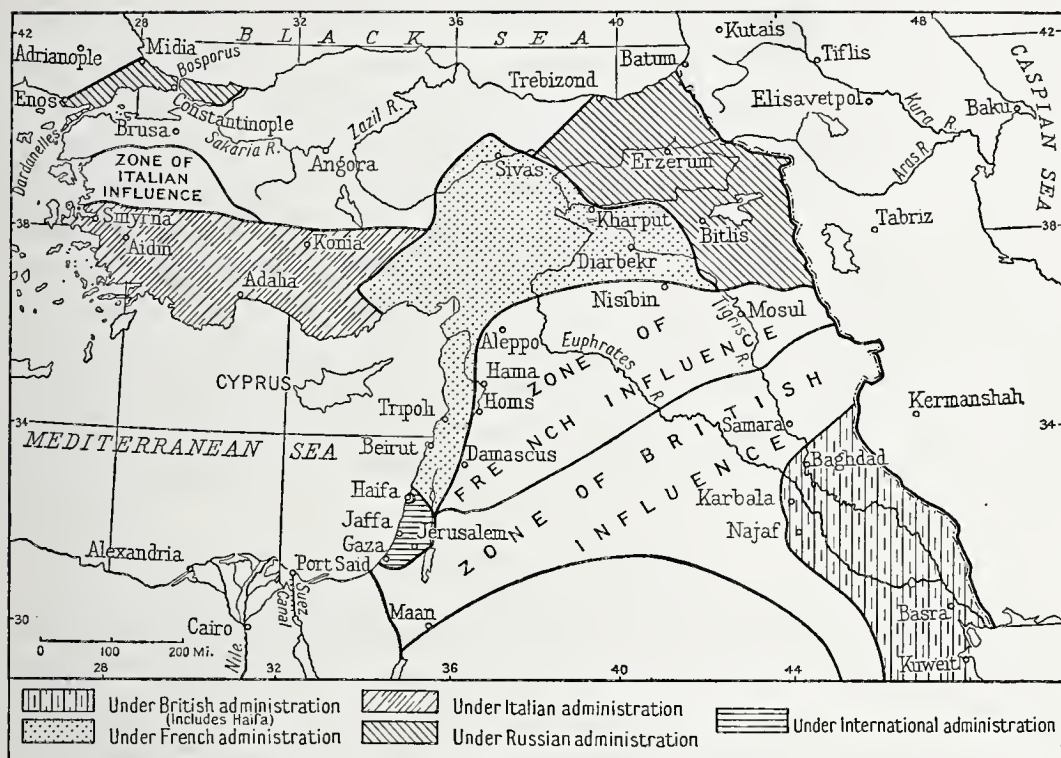 28
32
36
40
48
42
42
BLACK SEA
Adrianople
Midia
Bosporus
Kutais
Tiflis
Batum
Trebizond
CASPIAN SEA
Enos
Constantinople
Elisavetpol
Kura R.
Baku
Dardanelles
Brusa
Sakaria R.
Zazil R.
Angora
Sivas
Erzerum
Aras R.
ZONE OF
ITALIAN
INFLUENCE
38
38
Smyrna
Kharput
Bitlis
Tabriz
Aidin
Konia
Diarbekr
Adaha
Nisibin
Mosul
Tigris R.
Aleppo
Euphrates R.
ZONE OF
FRENCH INFLUENCE
CYPRUS
Hama
Homs
Kermanshah
Tripoli
34
34
Samara
MEDITERRANEAN SEA
Beirut
Damascus
Baghdad
ZONE OF BRITISH
INFLUENCE
Haifa
Karbala
Jaffa
Jerusalem
Najaf
Gaza
Alexandria
Port Said
Suez Canal
Maan
Basra
30
Cairo
Nile
Kuweit
0 100 200 Mi.
28
32
36
40
44
Under British administration
(Includes Haifa)
Under French administration
Under Italian administration
Under Russian administration
Under International administration